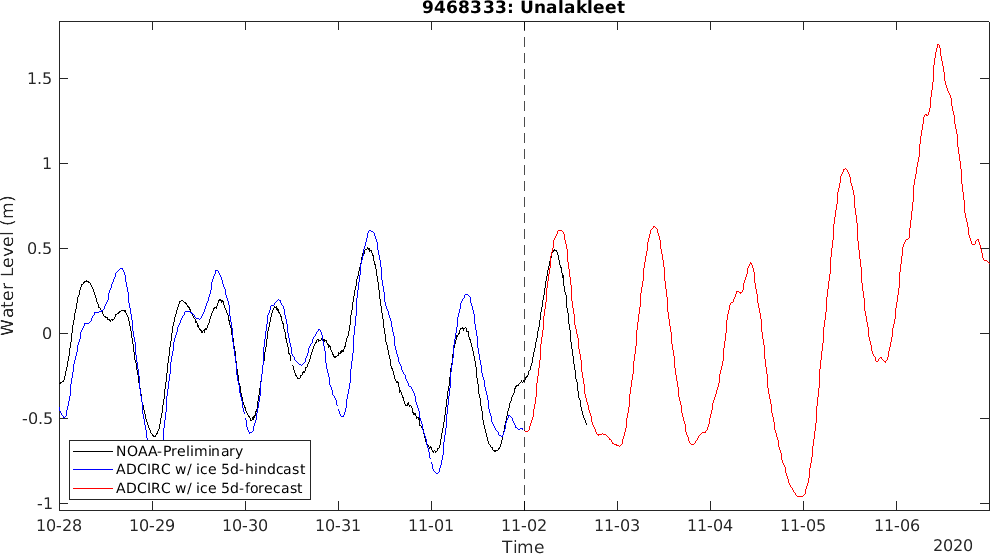 9468333: Unalakleet
Water Level (m)
1.5
1
0.5
0
-0.5
-1
NOAA-Preliminary
ADCIRC w/ ice 5d-hindcast
ADCIRC w/ ice 5d-forecast
10-28 10-29 10-30 10-31 11-01 11-02 11-03 11-04 11-05 11-06
Time
2020